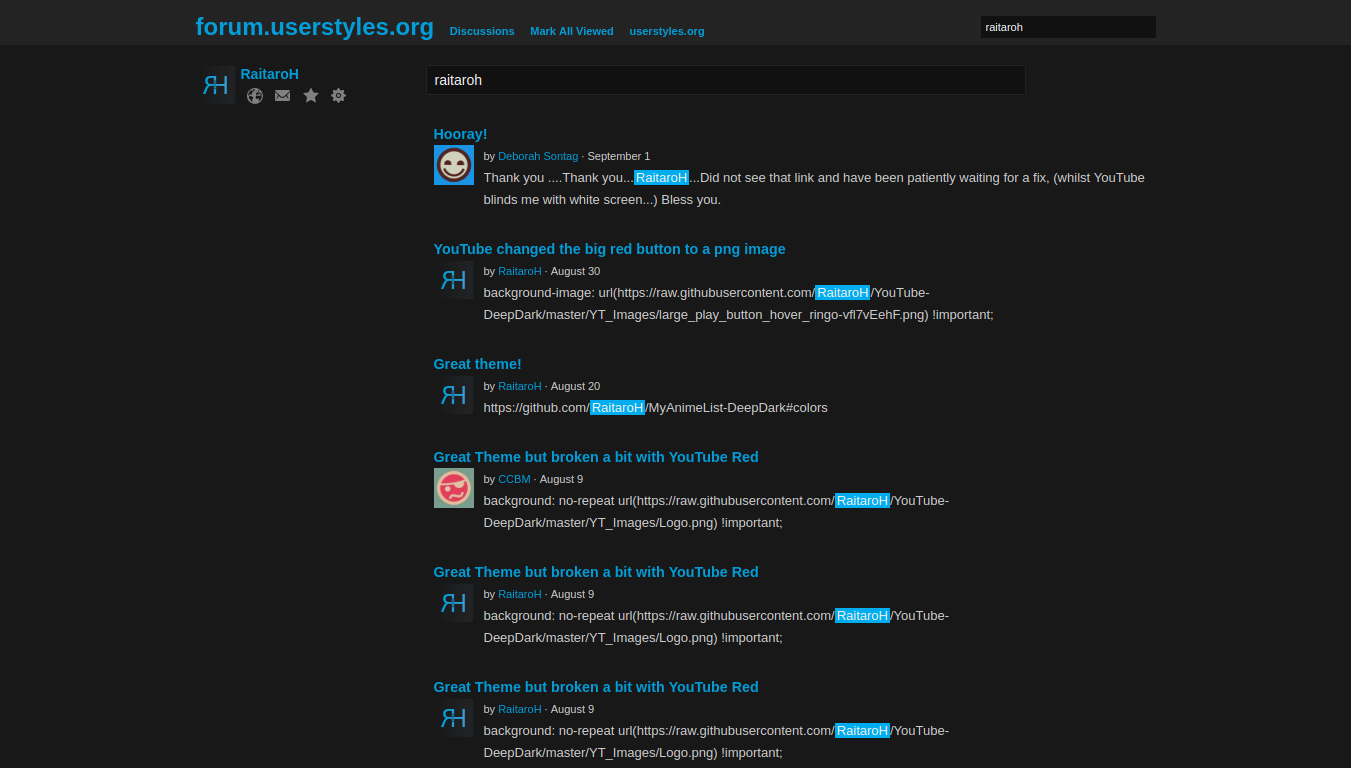 forum.userstyles.org Discussions Mark All Viewed userstyles.org raitaroh
ЯH RaitaroH
raitaroh
Hooray!
by Deborah Sontag · September 1
Thank you ....Thank you...RaitaroH...Did not see that link and have been patiently waiting for a fix, (whilst YouTube
blinds me with white screen...) Bless you.
YouTube changed the big red button to a png image
ЯH by RaitaroH · August 30
background-image: url(https://raw.githubusercontent.com/RaitaroH/YouTube-
DeepDark/master/YT_Images/large_play_button_hover_ringo-vfl7vEehF.png) !important;
Great theme!
ЯH by RaitaroH · August 20
https://github.com/RaitaroH/MyAnimeList-DeepDark#colors
Great Theme but broken a bit with YouTube Red
by CCBM · August 9
background: no-repeat url(https://raw.githubusercontent.com/RaitaroH/YouTube-
DeepDark/master/YT_Images/Logo.png) !important;
Great Theme but broken a bit with YouTube Red
ЯH by RaitaroH · August 9
background: no-repeat url(https://raw.githubusercontent.com/RaitaroH/YouTube-
DeepDark/master/YT_Images/Logo.png) !important;
Great Theme but broken a bit with YouTube Red
ЯH by RaitaroH · August 9
background: no-repeat url(https://raw.githubusercontent.com/RaitaroH/YouTube-
DeepDark/master/YT_Images/Logo.png) !important;